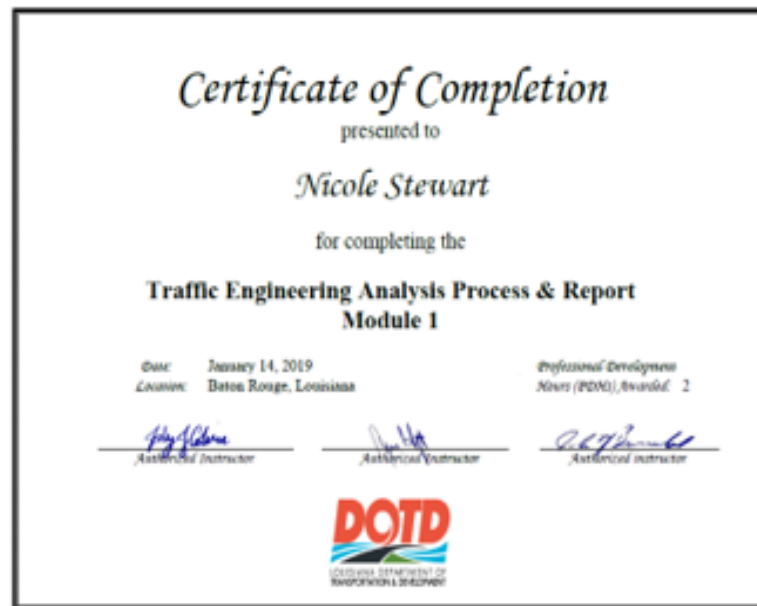 Certificate of Completion
presented to
Nicole Stewart
for completing the
Traffic Engineering Analysis Process & Report
Module 1
Date: January 14, 2019
Location: Baton Rouge, Louisiana
Professional Development
Hours (PDH) Awarded: 2
Authorized Instructor
Authorized Instructor
Authorized instructor
DOTD
LOUISIANA DEPARTMENT OF
TRANSPORTATION & DEVELOPMENT